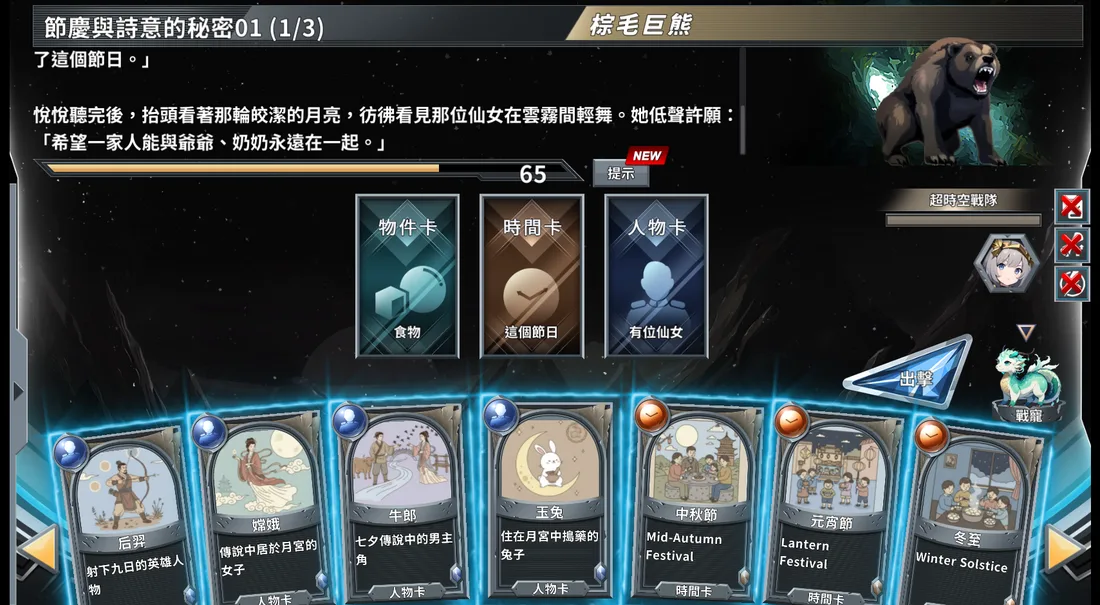 節慶與詩意的秘密01 (1/3)
棕毛巨熊
了這個節日。」
悅悅聽完後，抬頭看著那輪皎潔的月亮，彷彿看見那位仙女在雲霧間輕舞。她低聲許願：
「希望一家人能與爺爺、奶奶永遠在一起。」
65
提示
NEW
物件卡
食物
時間卡
這個節日
人物卡
有位仙女
超時空戰隊
出擊
戰寵
后羿
射下九日的英雄人
物
嫦娥
傳說中居於月宮的
女子
人物卡
牛郎
七夕傳說中的男主
角
人物卡
玉兔
住在月宮中搗藥的
兔子
人物卡
中秋節
Mid-Autumn
Festival
時間卡
元宵節
Lantern
Festival
時間卡
冬至
Winter Solstice